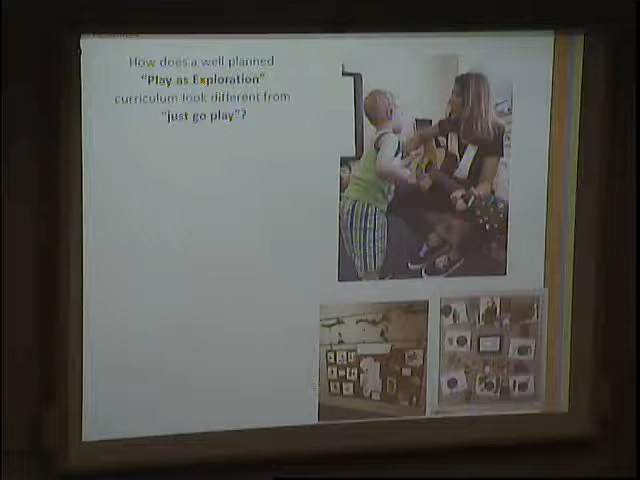 How does a well planned
"Play as Exploration"
curriculum look different from
"just go play"?